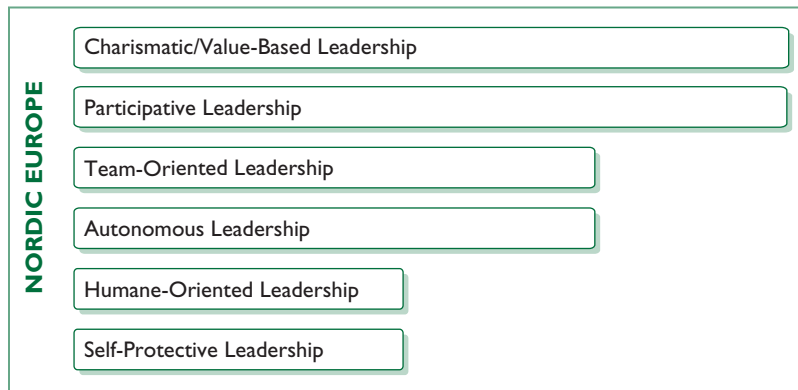 NORDIC EUROPE
Charismatic/Value-Based Leadership
Participative Leadership
Team-Oriented Leadership
Autonomous Leadership
Humane-Oriented Leadership
Self-Protective Leadership